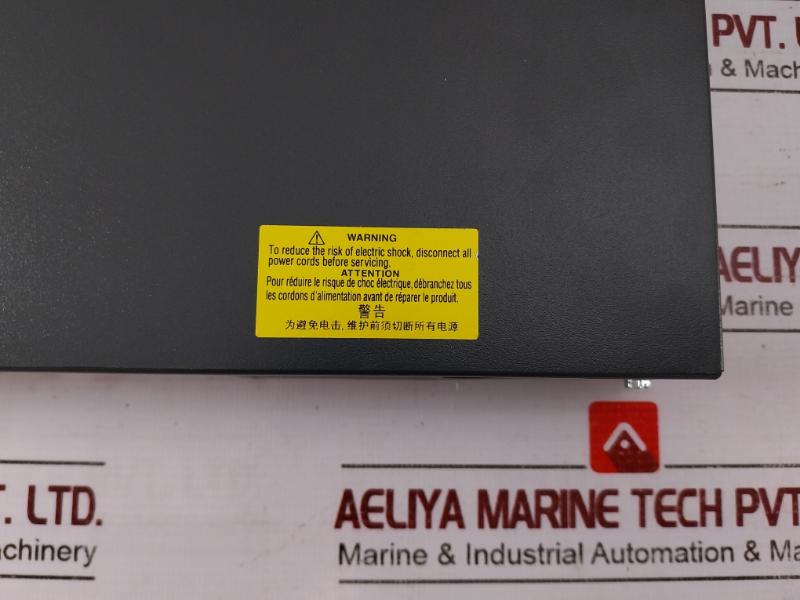 PVT. L
& Mach
WARNING
To reduce the risk of electric shock, disconnect all
power cords before servicing.
ATTENTION
Pour réduire le risque de choc électrique, débranchez tous
les cordons d'alimentation avant de réparer le produit.
警告
为避免电击, 维护前须切断所有电源
AELIYA
Marine
T. LTD.
achinery
AELIYA MARINE TECH PVT
Marine & Industrial Automation & Ma